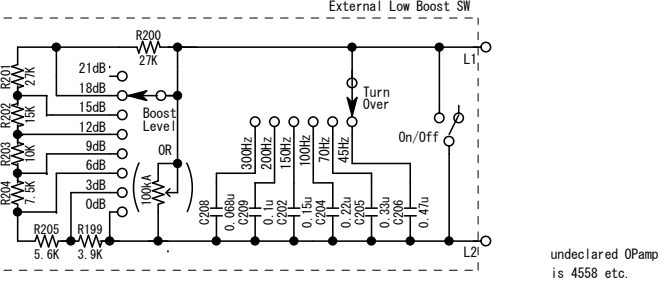 External Low Boost SW
R200
27K
L1
R201
27K
R202
15K
R203
10K
R204
7.5K
21dB
18dB
15dB
12dB
9dB
6dB
3dB
0dB
Boost
Level
OR
100kA
Turn
Over
On/Off
300Hz
200Hz
150Hz
100Hz
70Hz
45Hz
C208
0.068u
C209
0.1u
C202
0.15u
C204
0.22u
C205
0.33u
C206
0.47u
R205
5.6K
R199
3.9K
L2
undeclared OPamp
is 4558 etc.